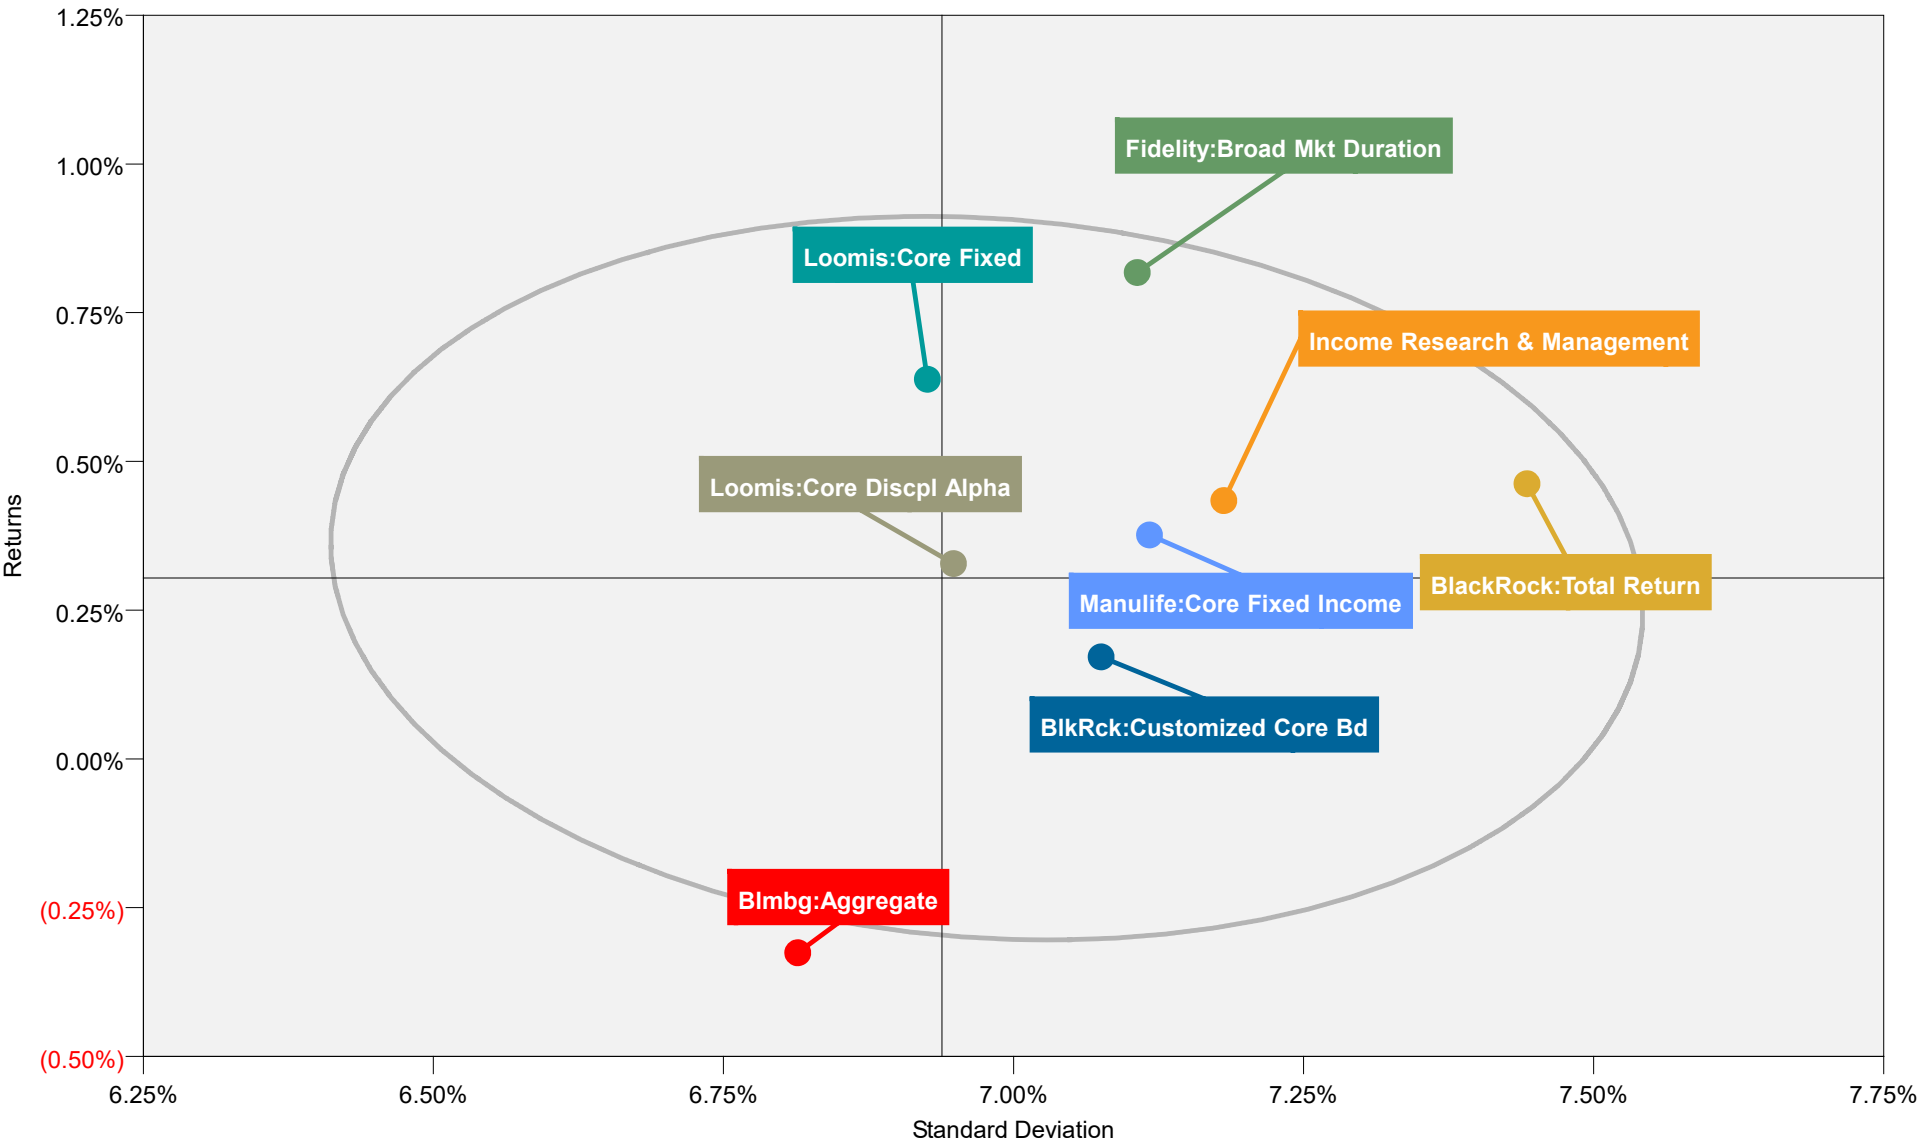 1.25%
1.00%
0.75%
0.50%
0.25%
0.00%
(0.25%)
(0.50%)
Returns
Fidelity:Broad Mkt Duration
Loomis:Core Fixed
Income Research & Management
Loomis:Core Discpl Alpha
BlackRock:Total Return
Manulife:Core Fixed Income
BlkRck:Customized Core Bd
Blmbg:Aggregate
6.25% 6.50% 6.75% 7.00% 7.25% 7.50% 7.75%
Standard Deviation